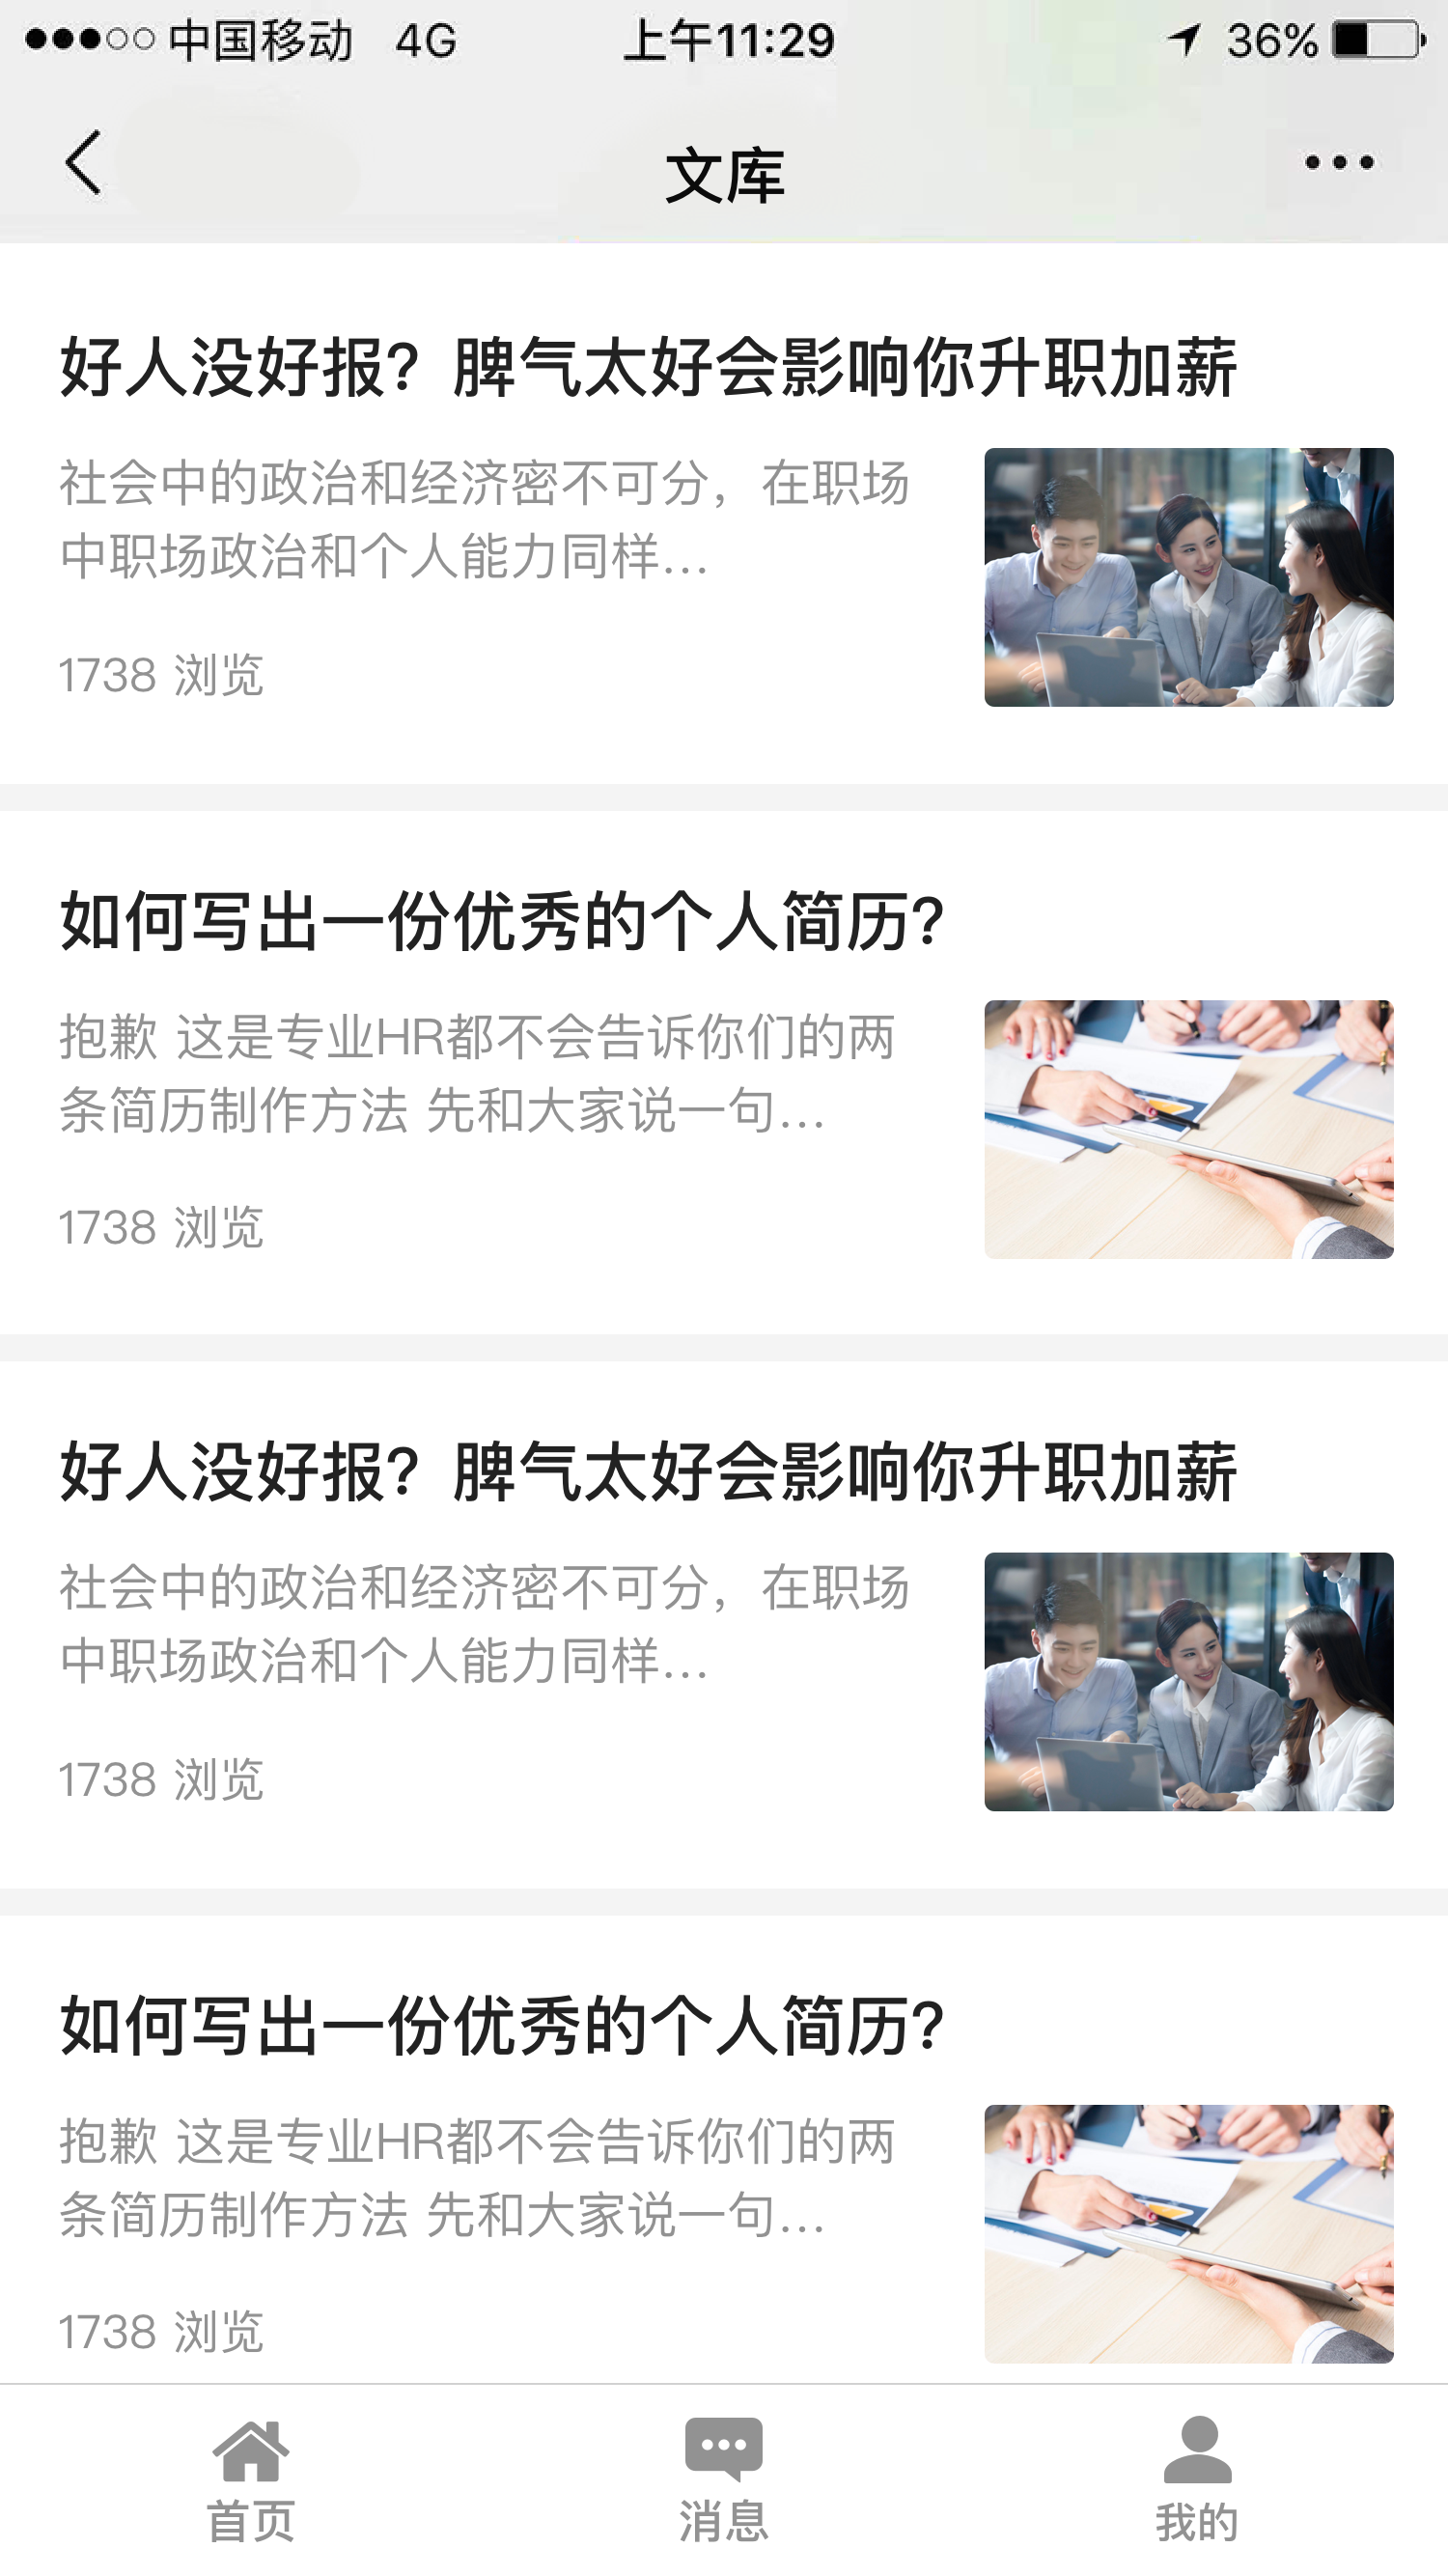 中国移动 4G 上午11:29 36%
文库
好人没好报？脾气太好会影响你升职加薪
社会中的政治和经济密不可分，在职场
中职场政治和个人能力同样...
1738 浏览
如何写出一份优秀的个人简历？
抱歉 这是专业HR都不会告诉你们的两
条简历制作方法 先和大家说一句...
1738 浏览
好人没好报？脾气太好会影响你升职加薪
社会中的政治和经济密不可分，在职场
中职场政治和个人能力同样...
1738 浏览
如何写出一份优秀的个人简历？
抱歉 这是专业HR都不会告诉你们的两
条简历制作方法 先和大家说一句...
1738 浏览
首页 消息 我的